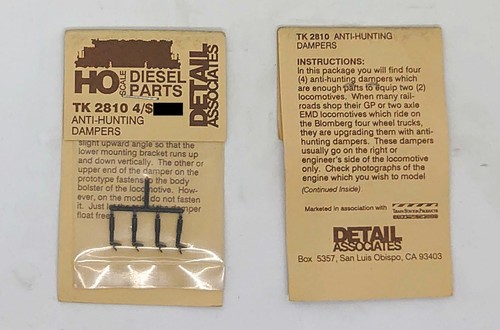 HO SCALE DIESEL PARTS
DETAIL ASSOCIATES
TK 2810 4/$
ANTI-HUNTING
DAMPERS
slight upward angle so that the
lower mounting bracket runs up
and down vertically. The other or
upper end of the damper on the
prototype fastens to the body
bolster of the locomotive. How-
ever, on the model do not fasten
it. Just let the damper
float free
TK 2810 ANTI-HUNTING
DAMPERS
INSTRUCTIONS:
In this package you will find four
(4) anti-hunting dampers which
are enough parts to equip two (2)
locomotives. When many rail-
roads shop their GP or two axle
EMD locomotives which ride on
the Blomberg four wheel trucks,
they are upgrading them with anti-
hunting dampers. These dampers
usually go on the right or
engineer's side of the locomotive
only. Check photographs of the
engine which you wish to model
(Continued Inside)
Marketed in association with
DETAIL
ASSOCIATES
Box 5357, San Luis Obispo, CA 93403